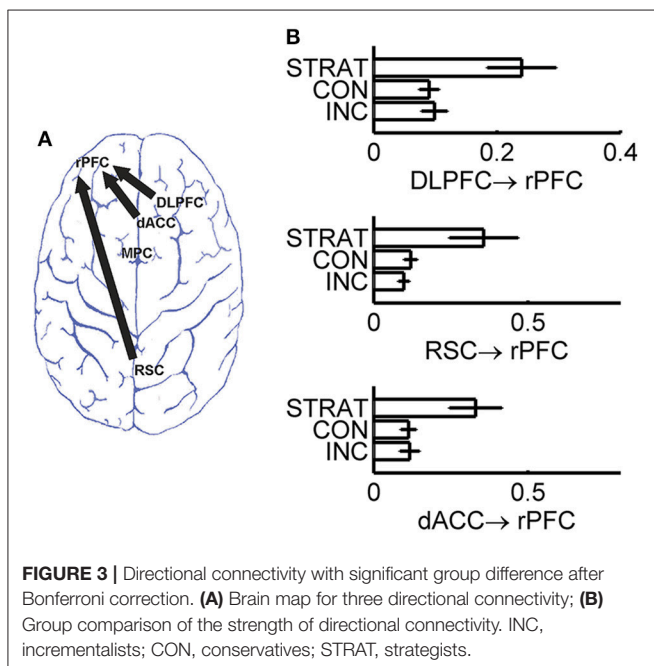 A
rPFC
DLPFC
dACC
MPC
RSC
B
STRAT
CON
INC
0 0.2 0.4
DLPFC→ rPFC
STRAT
CON
INC
0 0.5
RSC→ rPFC
STRAT
CON
INC
0 0.5
dACC→ rPFC
FIGURE 3 | Directional connectivity with significant group difference after
Bonferroni correction. (A) Brain map for three directional connectivity; (B)
Group comparison of the strength of directional connectivity. INC,
incrementalists; CON, conservatives; STRAT, strategists.